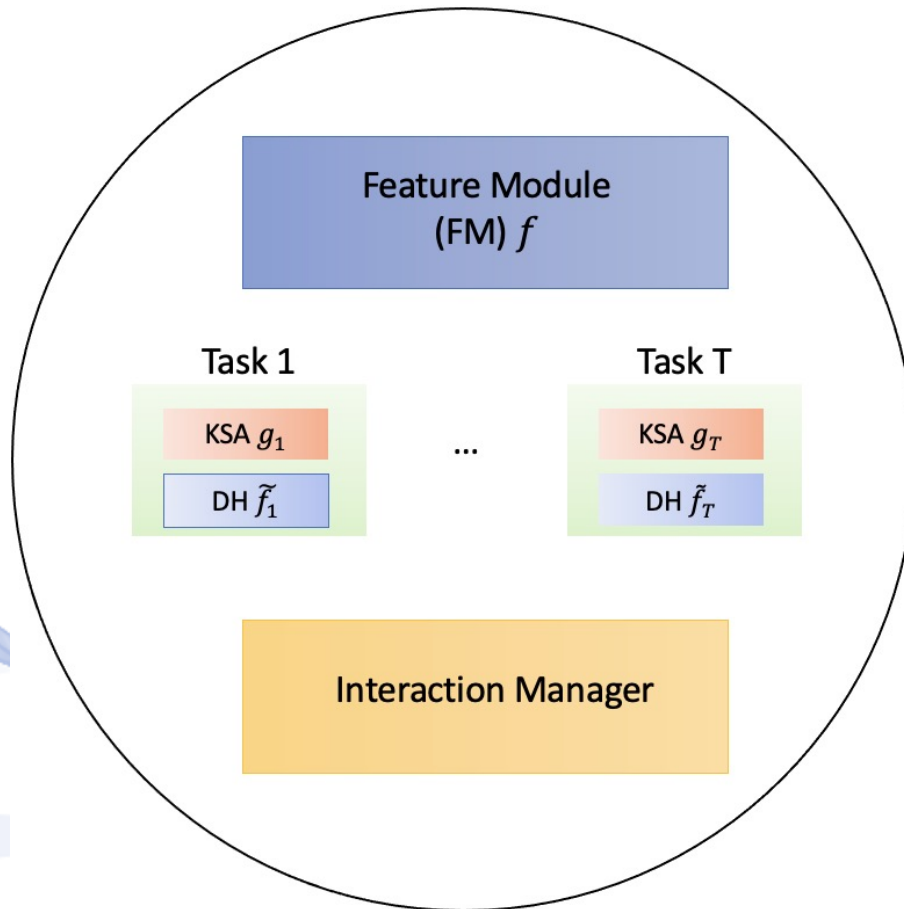 Feature Module
(FM) f
Task 1
Task T
KSA g₁
KSA g_T
...
DH f̃₁
DH f̃_T
Interaction Manager